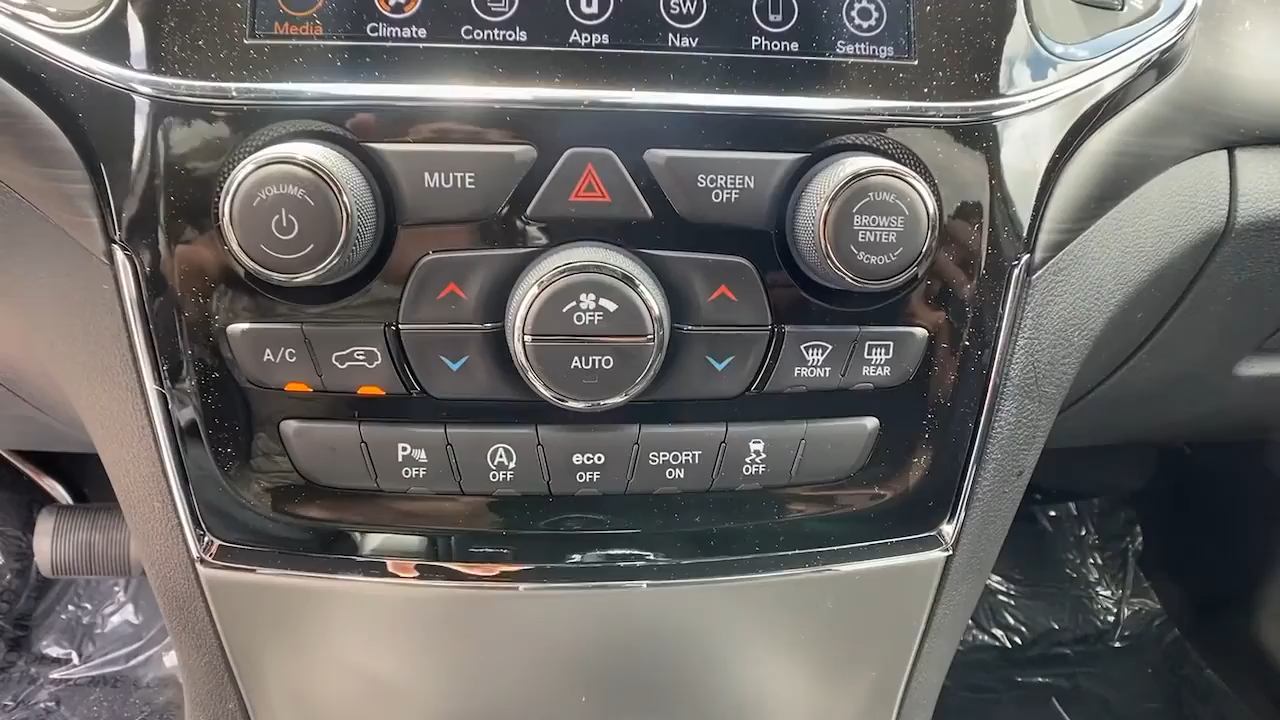 Media Climate Controls Apps Nav Phone Settings
SW
VOLUME
MUTE
SCREEN
OFF
TUNE
BROWSE
ENTER
SCROLL
OFF
AUTO
A/C
FRONT
REAR
P
OFF
A
OFF
eco
OFF
SPORT
ON
OFF